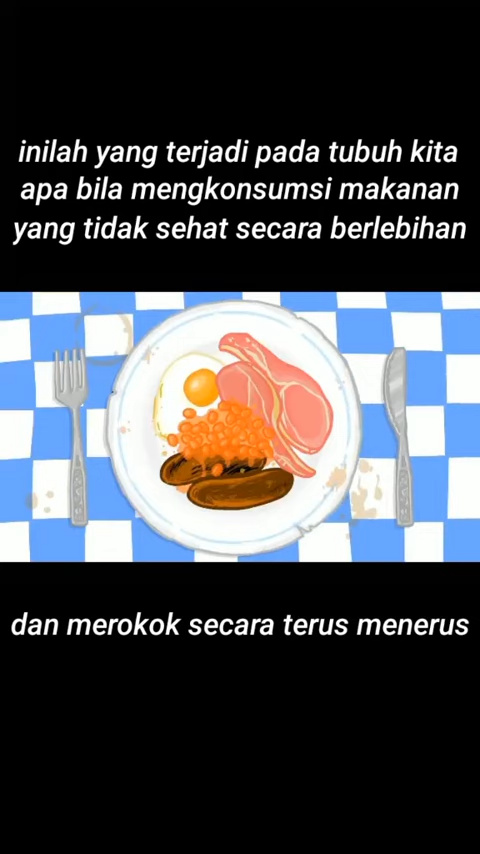 inilah yang terjadi pada tubuh kita
apa bila mengkonsumsi makanan
yang tidak sehat secara berlebihan
dan merokok secara terus menerus